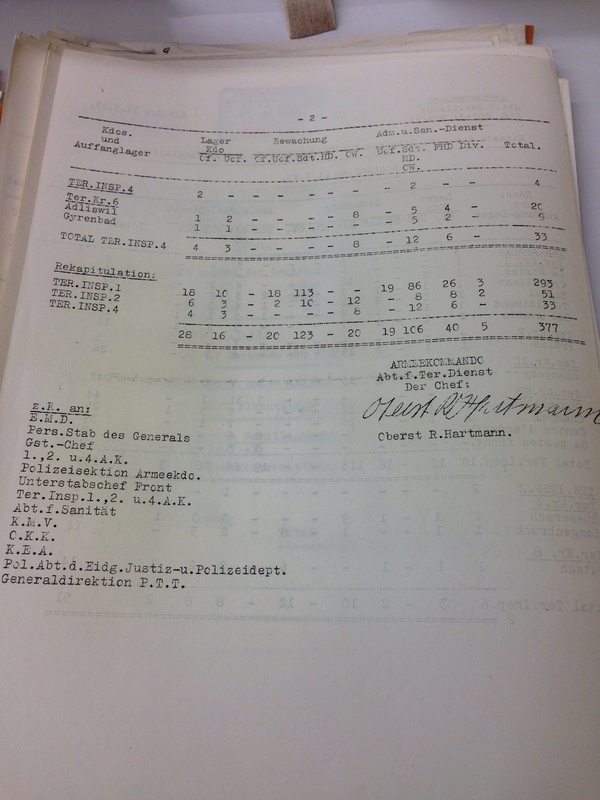 - 2 -
Kdos. Lager Bewachung Adm.u.San.-Dienst
und Kdo Uof.Sdt. FHD Div. Total.
Auffanglager Of. Uof. Of.Uof.Sdt.HD. CW. HD.
CW.
TER.INSP.4 2 - - - - - - - 2 - - 4
Ter.Kr.6
Adliswil 1 2 - - - - 8 - 5 4 - 20
Gyrenbad 1 1 - - - - - - 5 2 - 9
TOTAL TER.INSP.4 4 3 - - - - 8 - 12 6 - 33
Rekapitulation:
TER.INSP.1 18 10 - 18 113 - - 19 86 26 3 293
TER.INSP.2 6 3 - 2 10 - 12 - 8 8 2 51
TER.INSP.4 4 3 - - - - 8 - 12 6 - 33
28 16 - 20 123 - 20 19 106 40 5 377
ARMEEKOMMANDO
Abt.f.Ter.Dienst
Der Chef:
Oberst R. Hartmann
Oberst R.Hartmann.
z.K. an:
E.M.D.
Pers.Stab des Generals
Gst.-Chef
1.,2. u.4.A.K.
Polizeisektion Armeekdo.
Unterstabschef Front
Ter.Insp.1.,2. u.4.A.K.
Abt.f.Sanität
K.M.V.
O.K.K.
K.E.A.
Pol.Abt.d.Eidg.Justiz-u.Polizeidept.
Generaldirektion P.T.T.